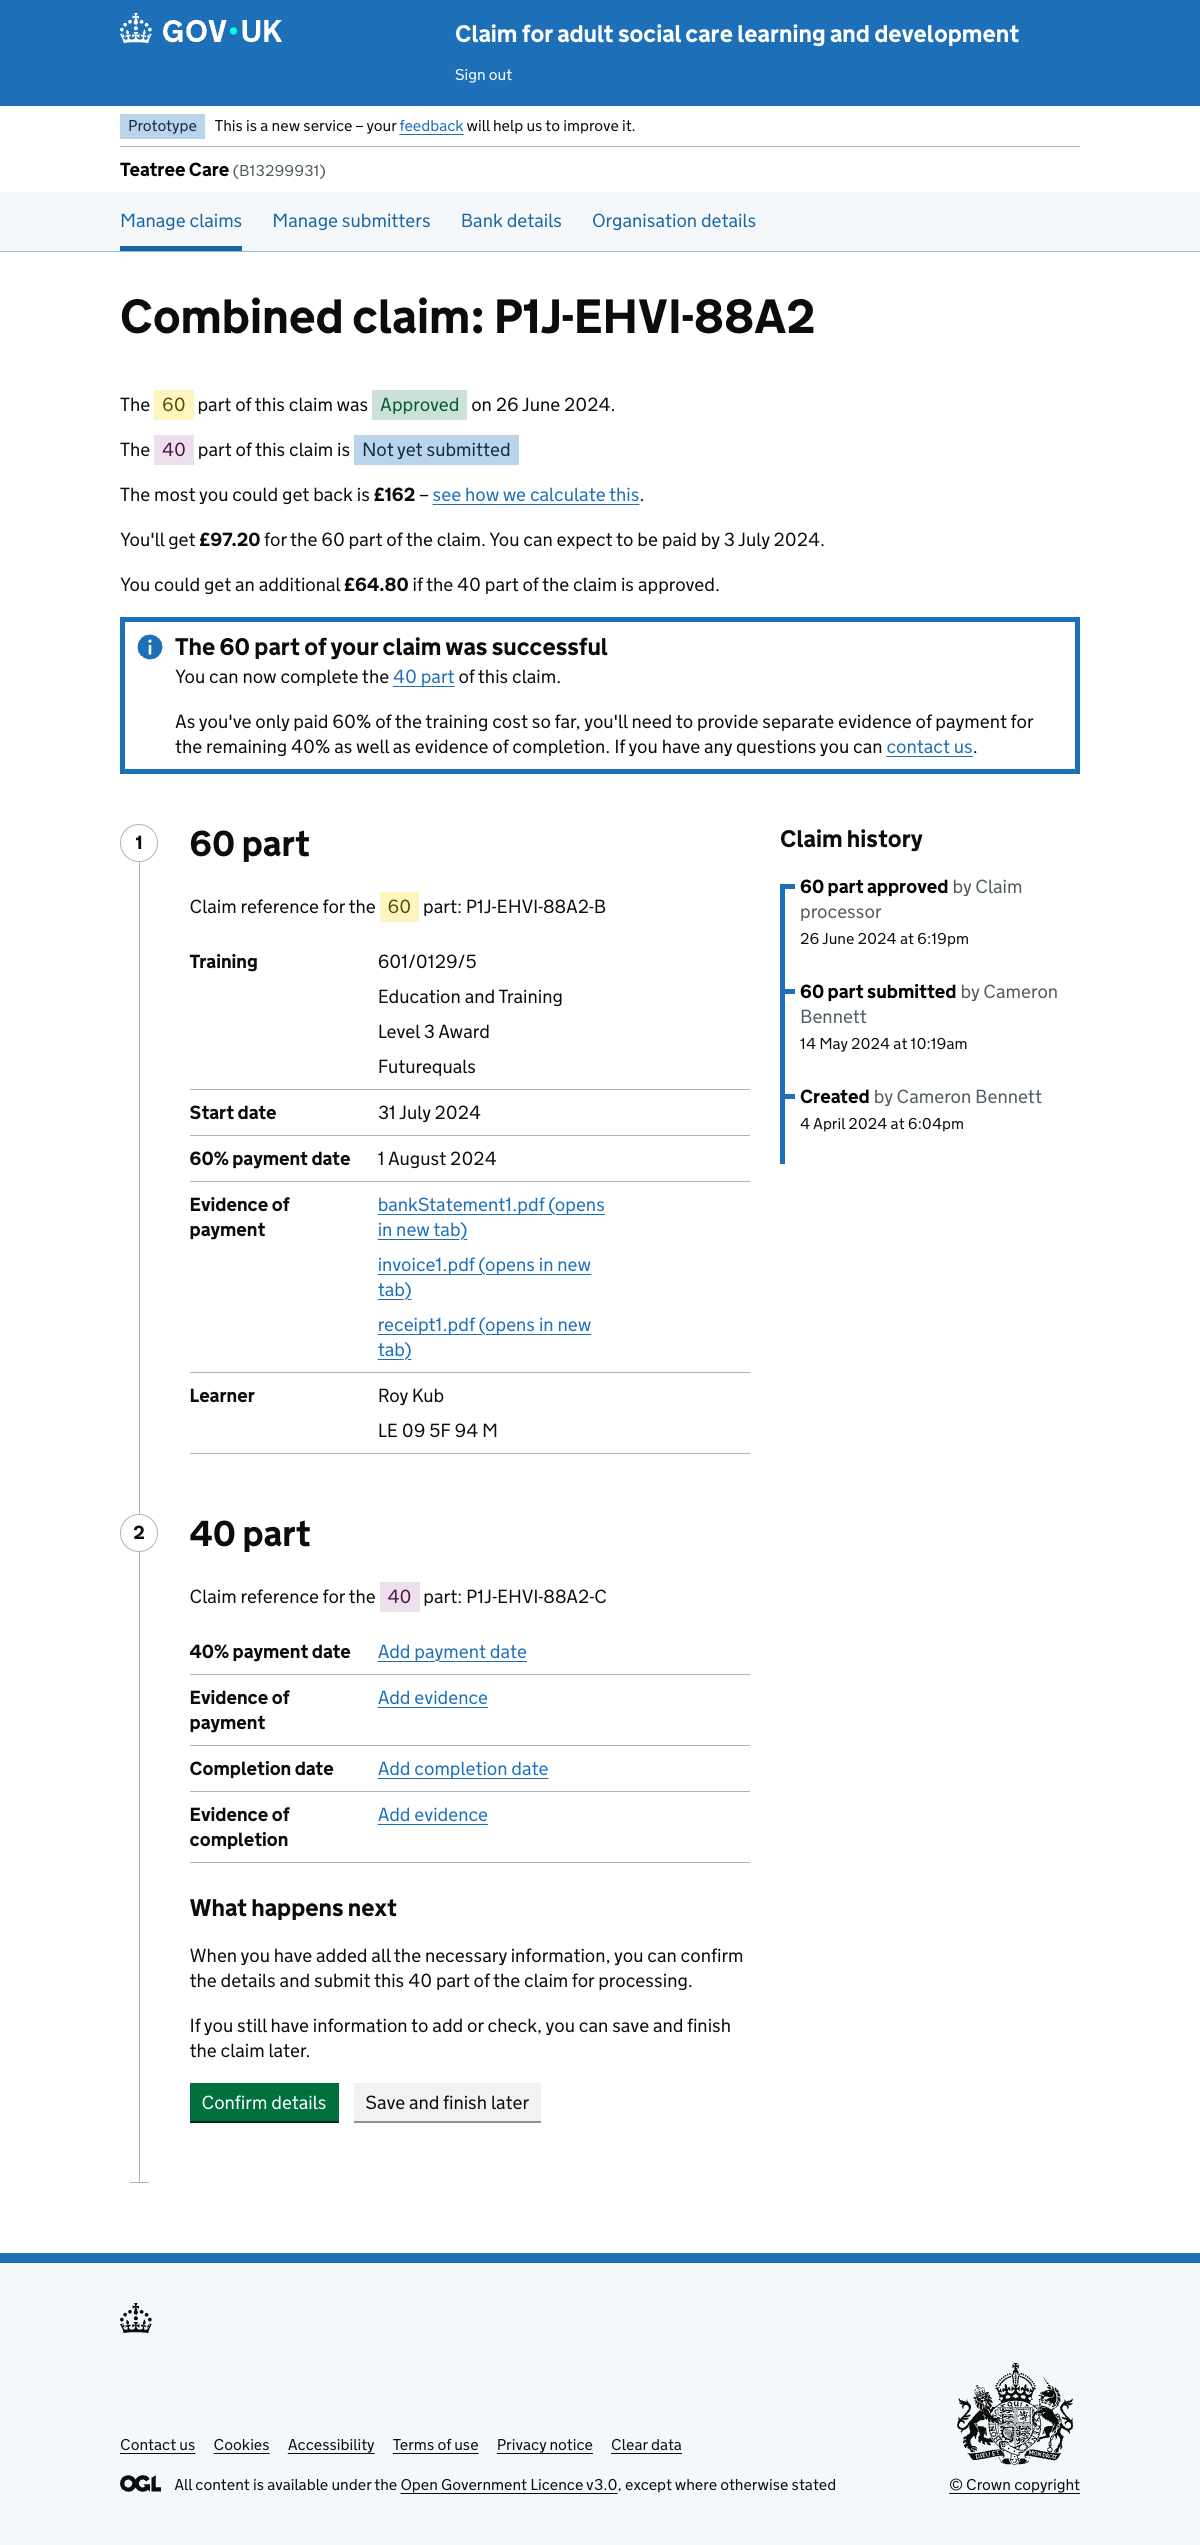 GOV·UK
Claim for adult social care learning and development
Sign out
Prototype This is a new service – your feedback will help us to improve it.
Teatree Care (B13299931)
Manage claims Manage submitters Bank details Organisation details
Combined claim: P1J-EHVI-88A2
The 60 part of this claim was Approved on 26 June 2024.
The 40 part of this claim is Not yet submitted
The most you could get back is £162 – see how we calculate this.
You'll get £97.20 for the 60 part of the claim. You can expect to be paid by 3 July 2024.
You could get an additional £64.80 if the 40 part of the claim is approved.
The 60 part of your claim was successful
You can now complete the 40 part of this claim.
As you've only paid 60% of the training cost so far, you'll need to provide separate evidence of payment for
the remaining 40% as well as evidence of completion. If you have any questions you can contact us.
1
60 part
Claim reference for the 60 part: P1J-EHVI-88A2-B
Training
601/0129/5
Education and Training
Level 3 Award
Futurequals
Start date
31 July 2024
60% payment date
1 August 2024
Evidence of
payment
bankStatement1.pdf (opens
in new tab)
invoice1.pdf (opens in new
tab)
receipt1.pdf (opens in new
tab)
Learner
Roy Kub
LE 09 5F 94 M
Claim history
60 part approved by Claim
processor
26 June 2024 at 6:19pm
60 part submitted by Cameron
Bennett
14 May 2024 at 10:19am
Created by Cameron Bennett
4 April 2024 at 6:04pm
2
40 part
Claim reference for the 40 part: P1J-EHVI-88A2-C
40% payment date
Add payment date
Evidence of
payment
Add evidence
Completion date
Add completion date
Evidence of
completion
Add evidence
What happens next
When you have added all the necessary information, you can confirm
the details and submit this 40 part of the claim for processing.
If you still have information to add or check, you can save and finish
the claim later.
Confirm details
Save and finish later
Contact us Cookies Accessibility Terms of use Privacy notice Clear data
OGL All content is available under the Open Government Licence v3.0, except where otherwise stated
© Crown copyright